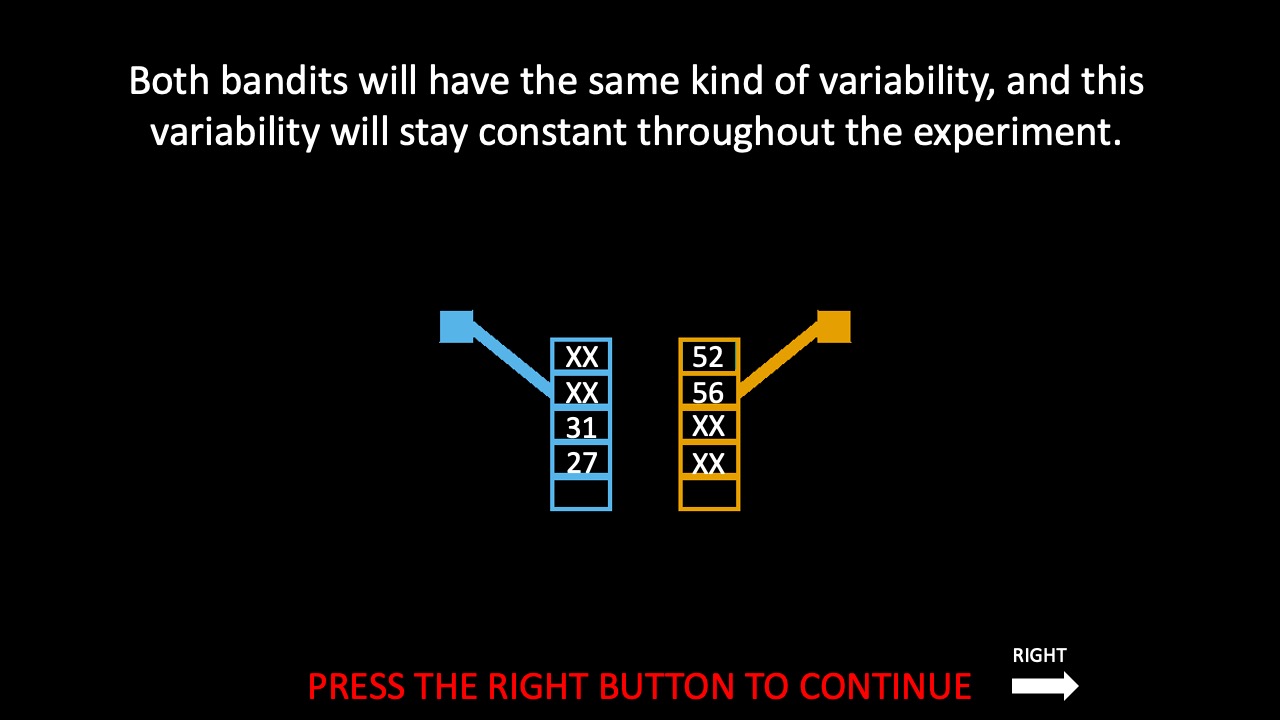 Both bandits will have the same kind of variability, and this
variability will stay constant throughout the experiment.
XX 52
XX 56
31 XX
27 XX
RIGHT
PRESS THE RIGHT BUTTON TO CONTINUE